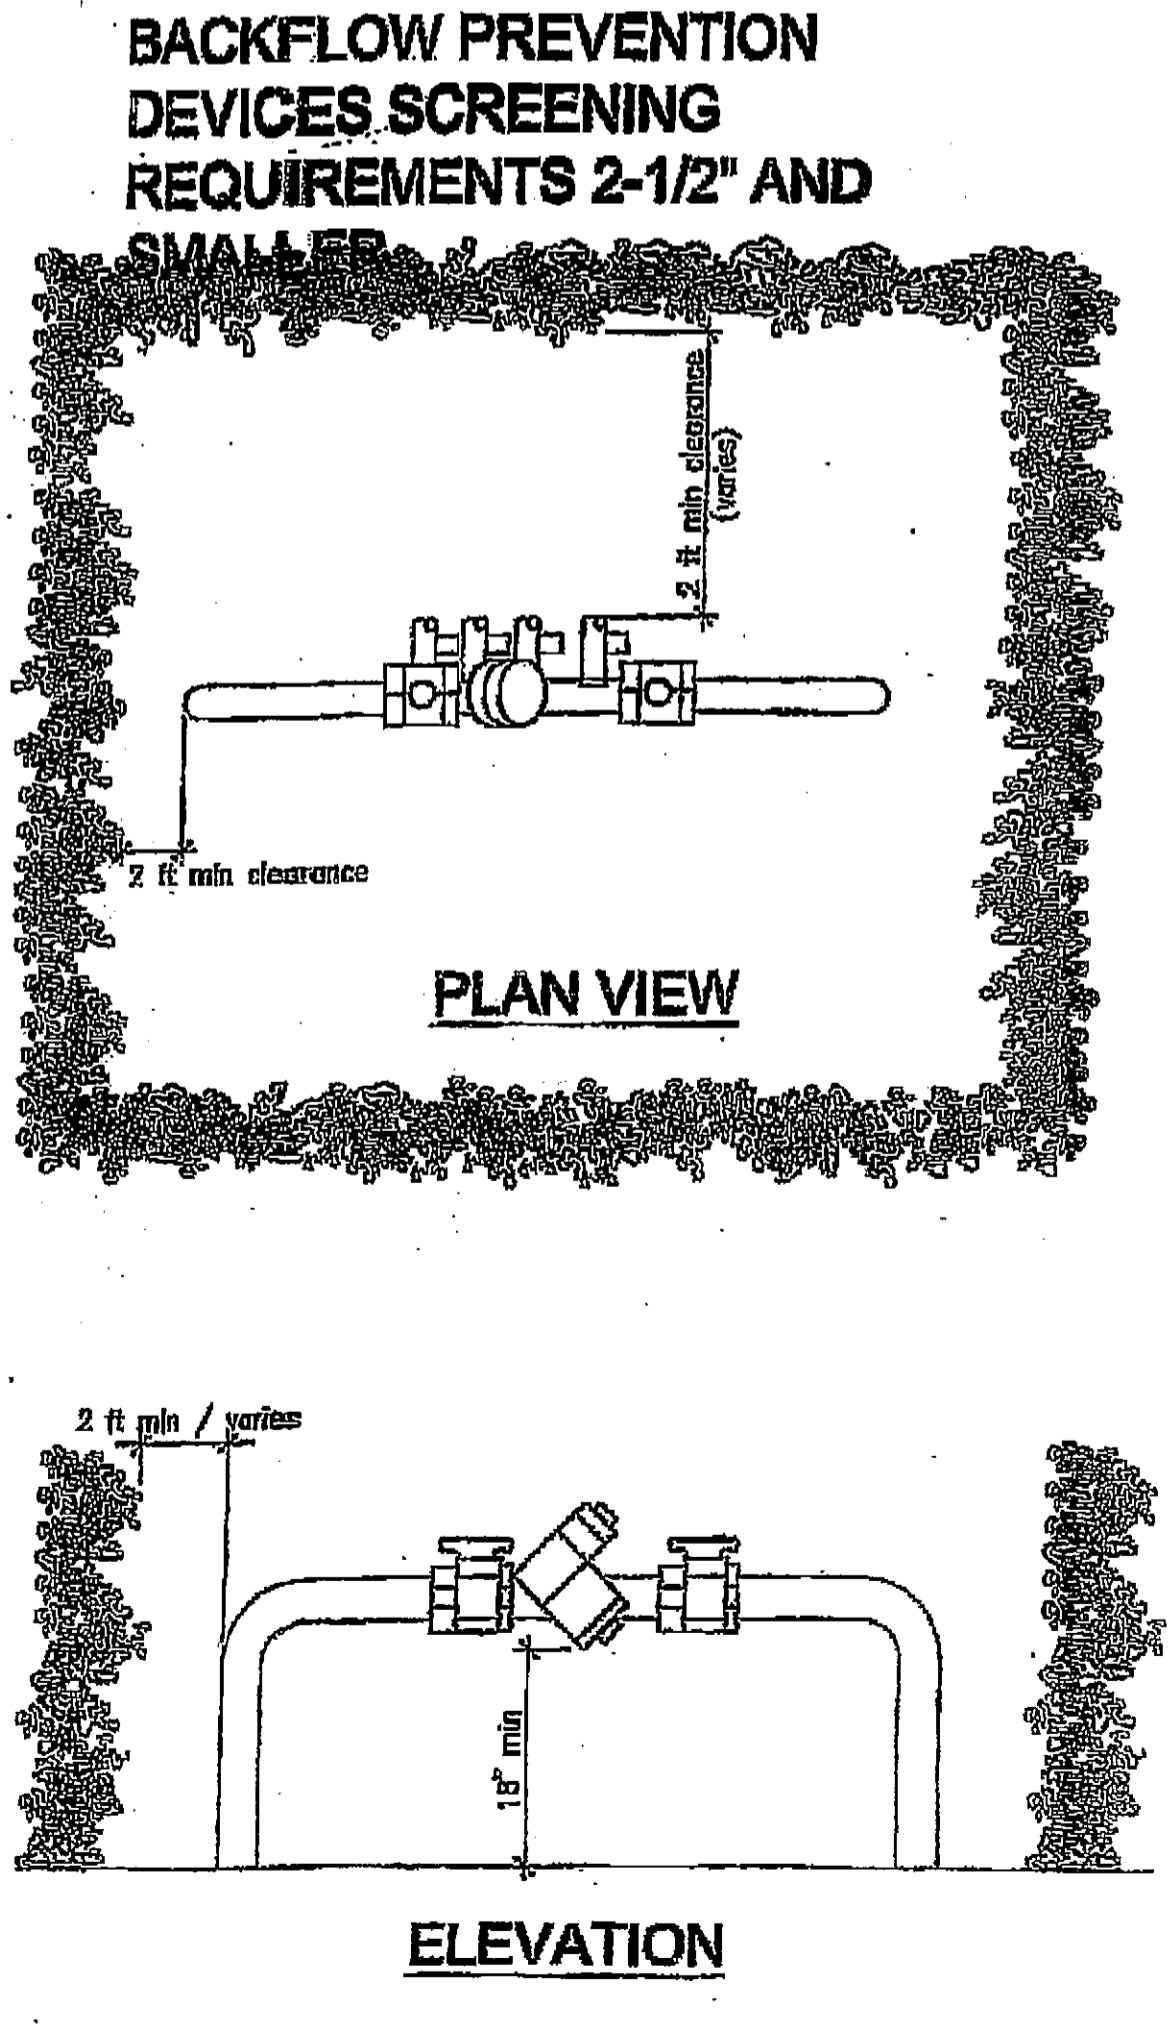 BACKFLOW PREVENTION
DEVICES SCREENING
REQUIREMENTS 2-1/2" AND
SMALLER
2 ft min clearance
(varies)
2 ft min clearance
PLAN VIEW
2 ft min / varies
18" min
ELEVATION